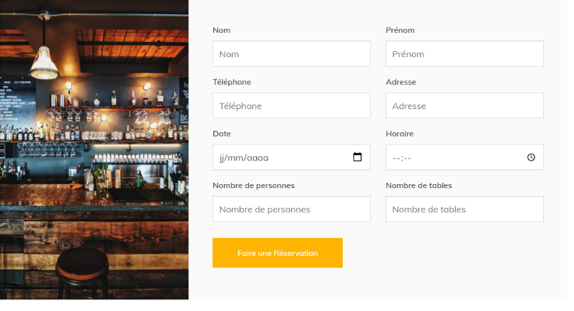 Nom
Prénom
Nom
Prénom
Téléphone
Adresse
Téléphone
Adresse
Date
Horaire
jj/mm/aaaa
--:--
Nombre de personnes
Nombre de tables
Nombre de personnes
Nombre de tables
Faire une Réservation